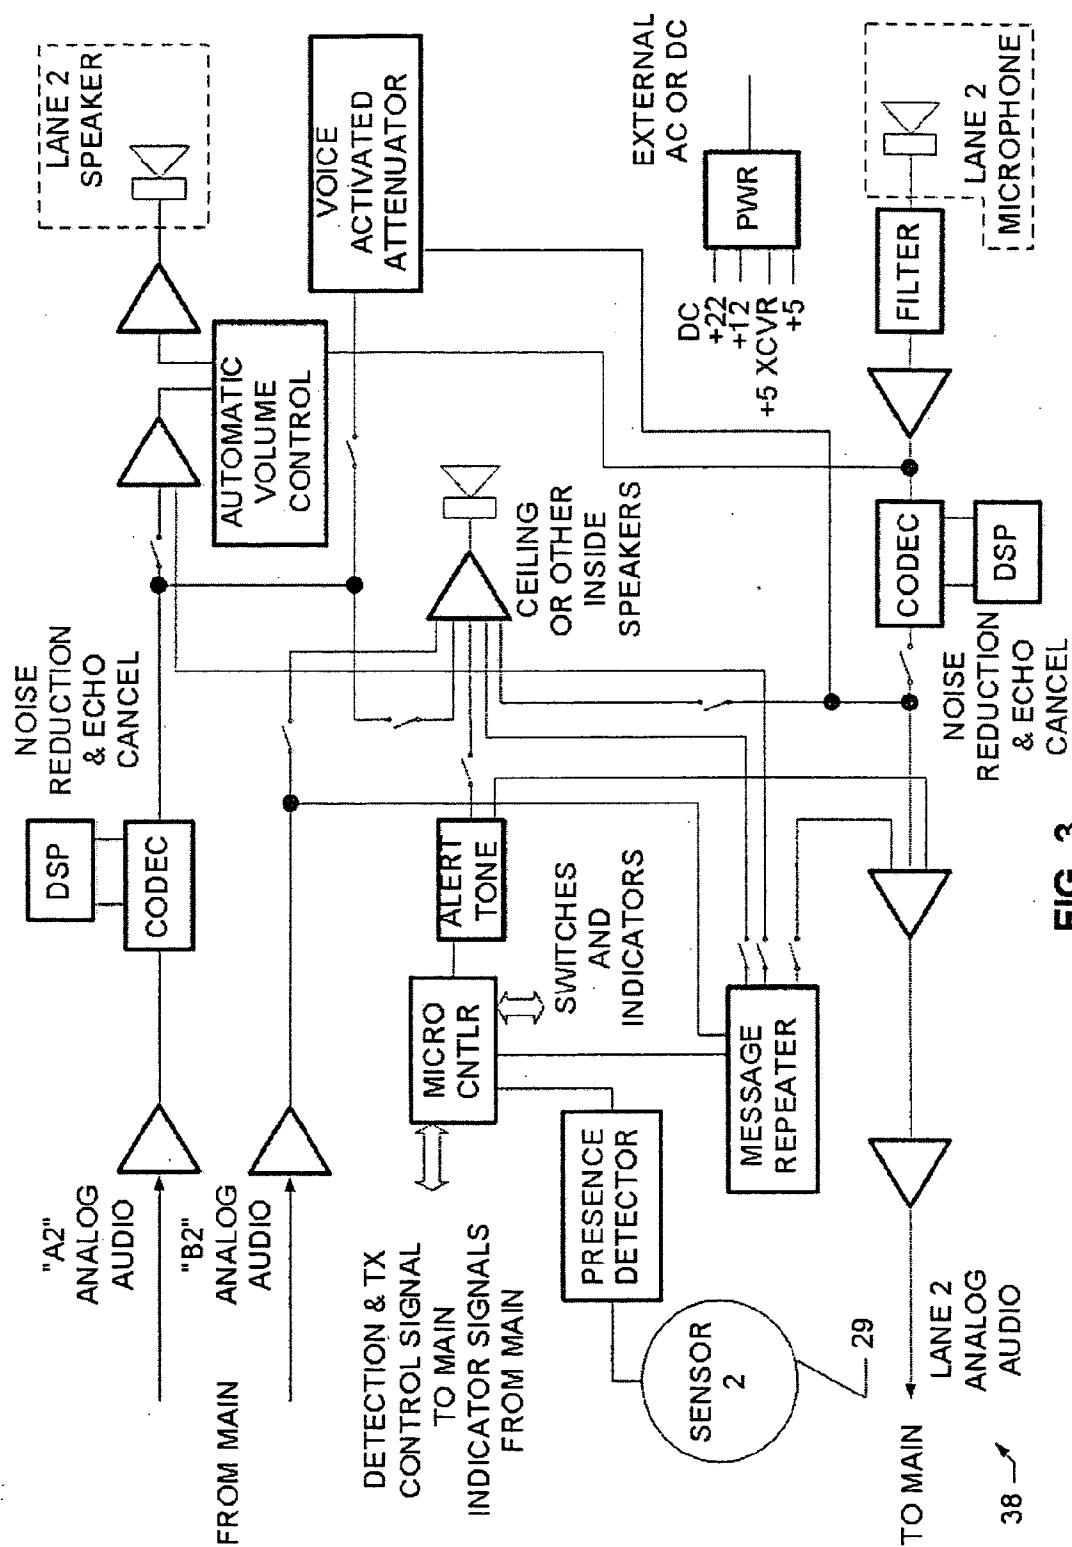 LANE 2
SPEAKER
NOISE
REDUCTION
& ECHO
CANCEL
DSP
CODEC
"A2"
ANALOG
AUDIO
FROM MAIN
"B2"
ANALOG
AUDIO
AUTOMATIC
VOLUME
CONTROL
VOICE
ACTIVATED
ATTENUATOR
CEILING
OR OTHER
INSIDE
SPEAKERS
ALERT
TONE
MICRO
CNTLR
SWITCHES
AND
INDICATORS
DETECTION & TX
CONTROL SIGNAL
TO MAIN
INDICATOR SIGNALS
FROM MAIN
PRESENCE
DETECTOR
SENSOR
2
29
MESSAGE
REPEATER
EXTERNAL
AC OR DC
PWR
DC
+22
+12
+5 XCVR
+5
LANE 2
MICROPHONE
FILTER
CODEC
DSP
NOISE
REDUCTION
& ECHO
CANCEL
TO MAIN
LANE 2
ANALOG
AUDIO
38
FIG. 3